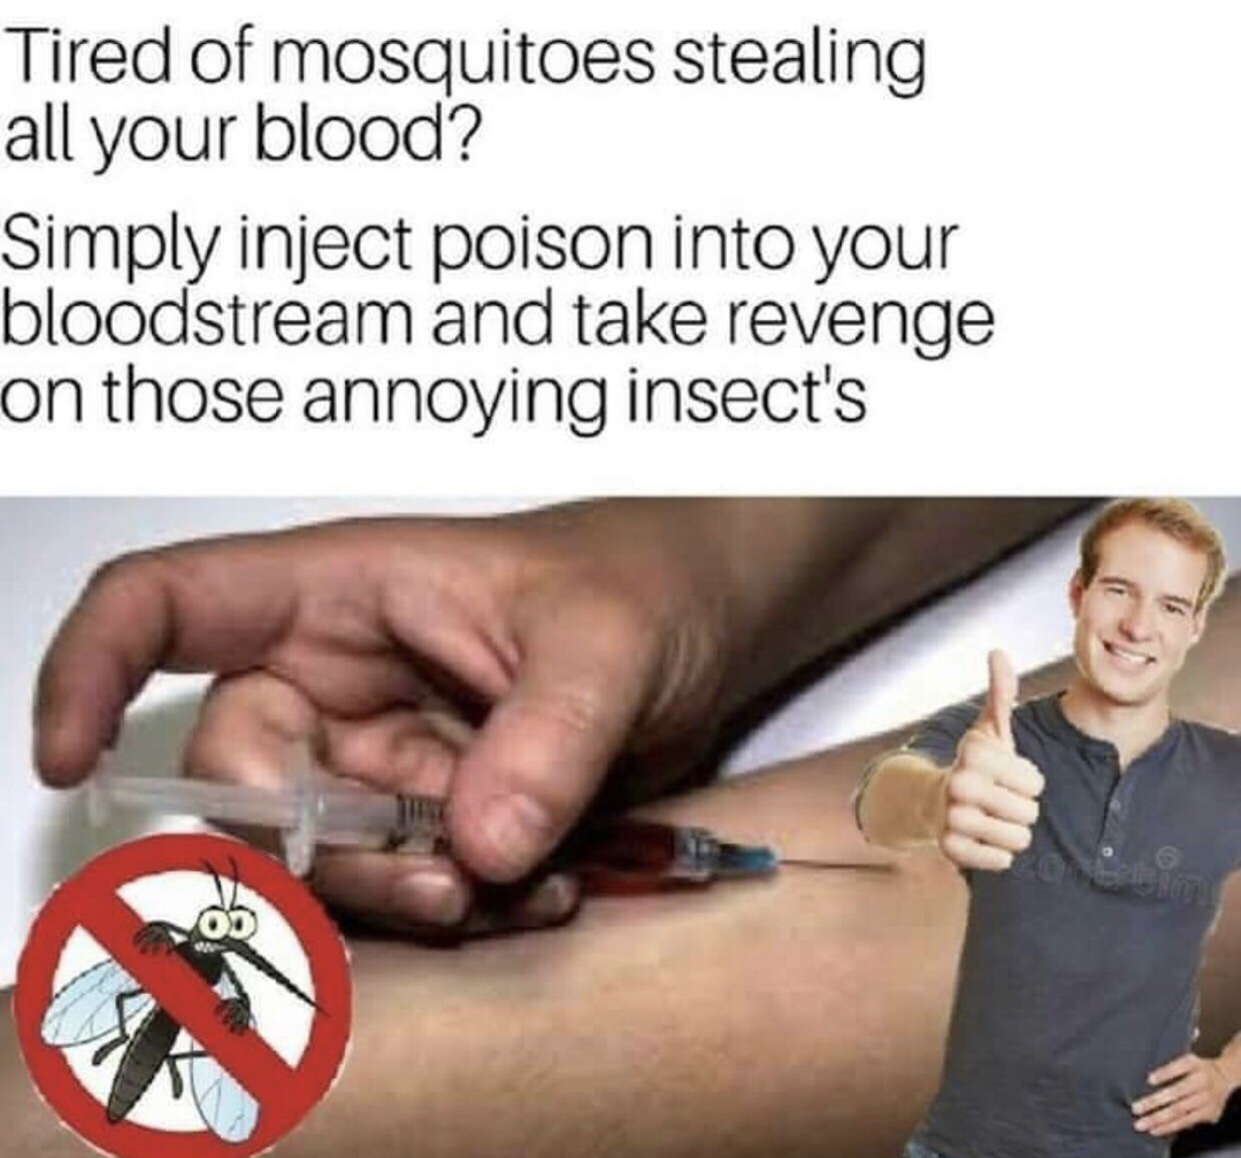 Tired of mosquitoes stealing
all your blood?
Simply inject poison into your
bloodstream and take revenge
on those annoying insect's